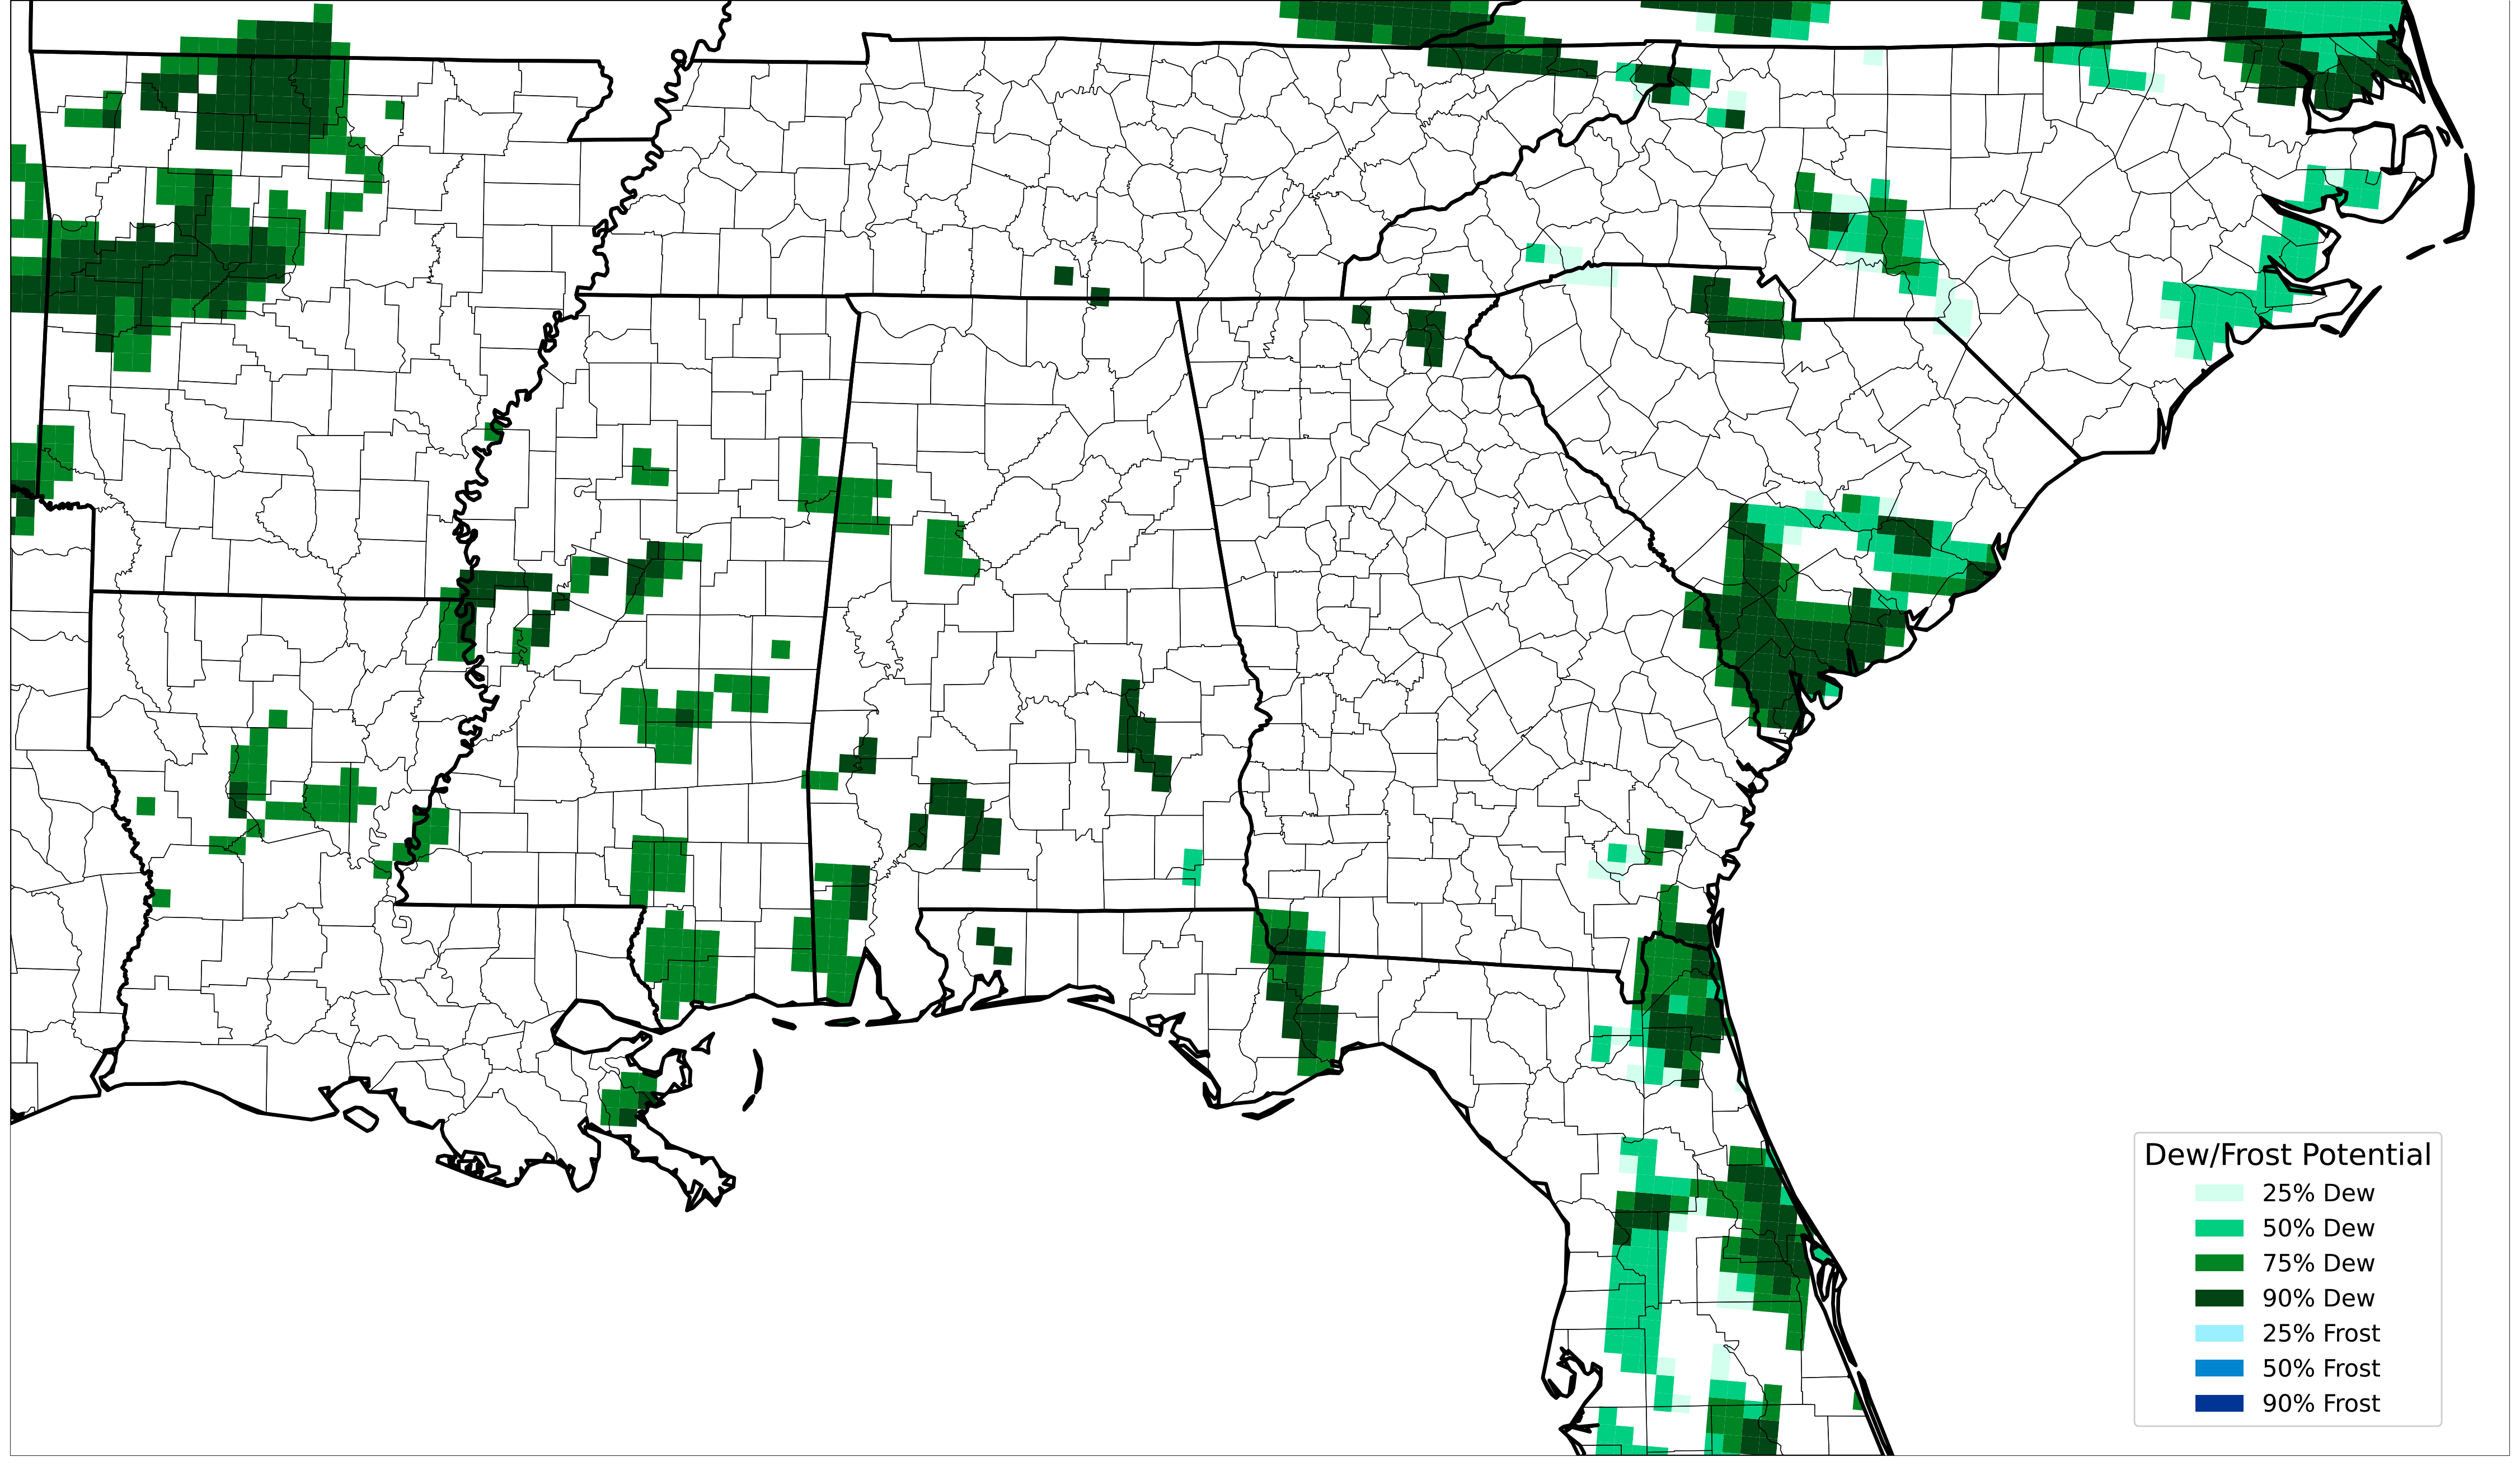 Dew/Frost Potential
25% Dew
50% Dew
75% Dew
90% Dew
25% Frost
50% Frost
90% Frost